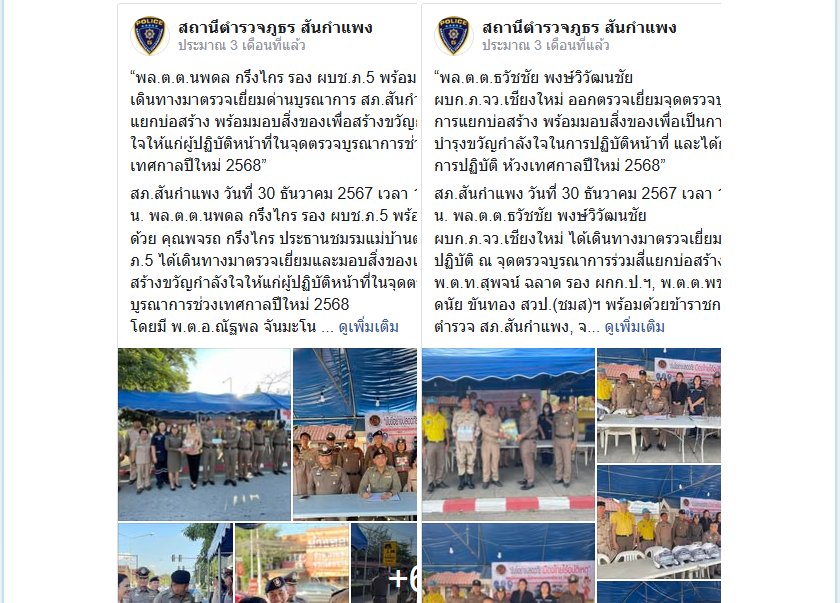 สถานีตำรวจภูธร สันกำแพง
ประมาณ 3 เดือนที่แล้ว
“พล.ต.ต.นพดล กรึงไกร รอง ผบช.ภ.5 พร้อม
เดินทางมาตรวจเยี่ยมด่านบูรณาการ สภ.สันกำ
แยกบ่อสร้าง พร้อมมอบสิ่งของเพื่อสร้างขวัญ
ใจให้แก่ผู้ปฏิบัติหน้าที่ในจุดตรวจบูรณาการช่
เทศกาลปีใหม่ 2568”
สภ.สันกำแพง วันที่ 30 ธันวาคม 2567 เวลา
น. พล.ต.ต.นพดล กรึงไกร รอง ผบช.ภ.5 พร้อ
ด้วย คุณพจรถ กรึงไกร ประธานชมรมแม่บ้าน
ภ.5 ได้เดินทางมาตรวจเยี่ยมและมอบสิ่งของ
สร้างขวัญกำลังใจให้แก่ผู้ปฏิบัติหน้าที่ในจุดต
บูรณาการช่วงเทศกาลปีใหม่ 2568
โดยมี พ.ต.อ.ณัฐพล จันมะโน ... ดูเพิ่มเติม
+6
สถานีตำรวจภูธร สันกำแพง
ประมาณ 3 เดือนที่แล้ว
“พล.ต.ต.ธวัชชัย พงษ์วิวัฒนชัย
ผบก.ภ.จว.เชียงใหม่ ออกตรวจเยี่ยมจุดตรวจบู
การแยกบ่อสร้าง พร้อมมอบสิ่งของเพื่อเป็นกา
บำรุงขวัญกำลังใจในการปฏิบัติหน้าที่ และได้
การปฏิบัติ ห้วงเทศกาลปีใหม่ 2568”
สภ.สันกำแพง วันที่ 30 ธันวาคม 2567 เวลา
น. พล.ต.ต.ธวัชชัย พงษ์วิวัฒนชัย
ผบก.ภ.จว.เชียงใหม่ ได้เดินทางมาตรวจเยี่ยม
ปฏิบัติ ณ จุดตรวจบูรณาการร่วมสี่แยกบ่อสร้าง
พ.ต.ท.สุพจน์ ฉลาด รอง ผกก.ป.ฯ, พ.ต.ต.พช
ดนัย ขันทอง สวป.(ชมส)ฯ พร้อมด้วยข้าราชก
ตำรวจ สภ.สันกำแพง, จ... ดูเพิ่มเติม